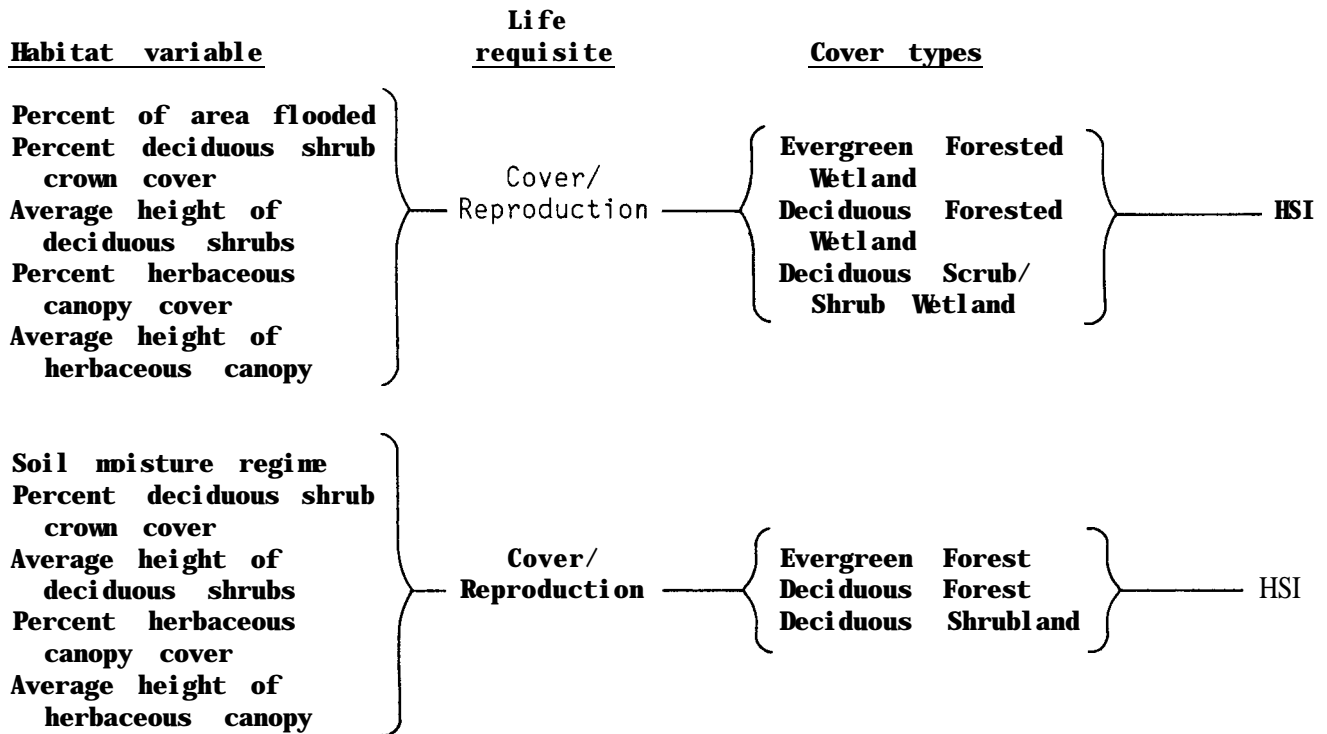 Life
Habitat variable requisite Cover types
Percent of area flooded
Percent deciduous shrub
crown cover
Average height of
deciduous shrubs
Percent herbaceous
canopy cover
Average height of
herbaceous canopy
Cover/
Reproduction
Evergreen Forested
Wetland
Deciduous Forested
Wetland
Deciduous Scrub/
Shrub Wetland
HSI
Soil moisture regime
Percent deciduous shrub
crown cover
Average height of
deciduous shrubs
Percent herbaceous
canopy cover
Average height of
herbaceous canopy
Cover/
Reproduction
Evergreen Forest
Deciduous Forest
Deciduous Shrubland
HSI